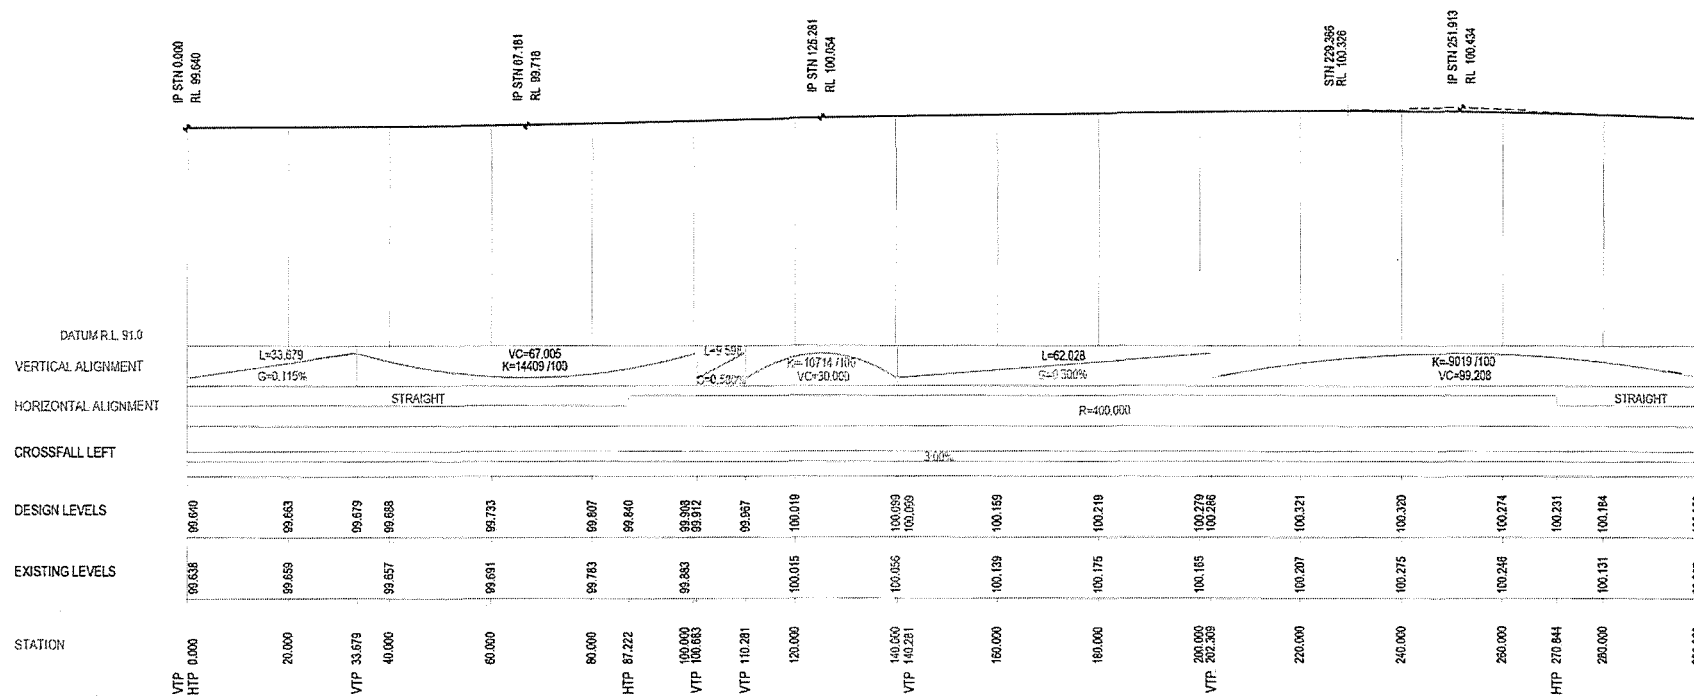 IP STN 0.000
RL 99.640
IP STN 67.181
RL 99.718
IP STN 125.281
RL 100.054
STN 229.366
RL 100.326
IP STN 251.913
RL 100.434
DATUM R.L. 91.0
VERTICAL ALIGNMENT
L=33.679
G=0.115%
VC=67.005
K=14409 /100
L=9.598
G=0.580%
K=-10714 /100
VC=30.000
L=62.028
G=0.300%
K=-9019 /100
VC=99.208
HORIZONTAL ALIGNMENT
STRAIGHT
R=400.000
STRAIGHT
CROSSFALL LEFT
3.00%
DESIGN LEVELS
99.640
99.663
99.679
99.688
99.733
99.807
99.840
99.908
99.912
99.967
100.019
100.099
100.099
100.159
100.219
100.279
100.286
100.321
100.320
100.274
100.231
100.184
EXISTING LEVELS
99.638
99.659
99.657
99.691
99.783
99.883
100.015
100.056
100.139
100.175
100.165
100.207
100.275
100.246
100.131
STATION
VTP
HTP 0.000
20.000
VTP 33.679
40.000
60.000
80.000
HTP 87.222
100.000
VTP 100.683
VTP 110.281
120.000
140.000
VTP 140.281
160.000
180.000
200.000
VTP 202.309
220.000
240.000
260.000
HTP 270.844
280.000